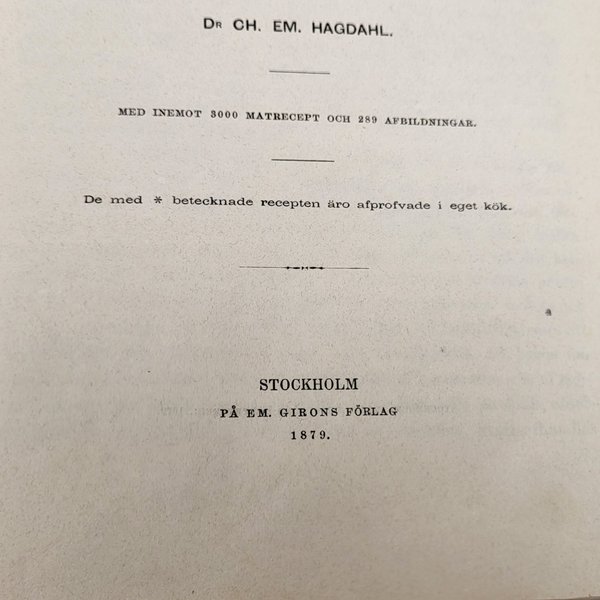 DR CH. EM. HAGDAHL.
MED INEMOT 3000 MATRECEPT OCH 289 AFBILDNINGAR.
De med * betecknade recepten äro afprofvade i eget kök.
a
STOCKHOLM
PÅ EM. GIRONS FÖRLAG
1879.